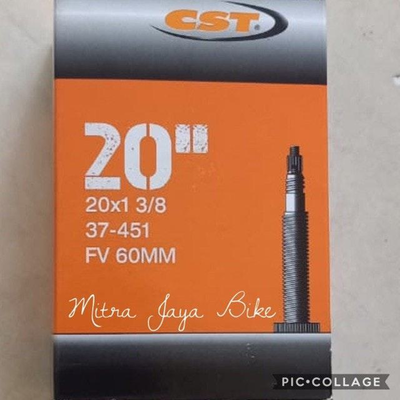 CST
20"
20x1 3/8
37-451
FV 60MM
Mitra Jaya Bike
PIC•COLLAGE